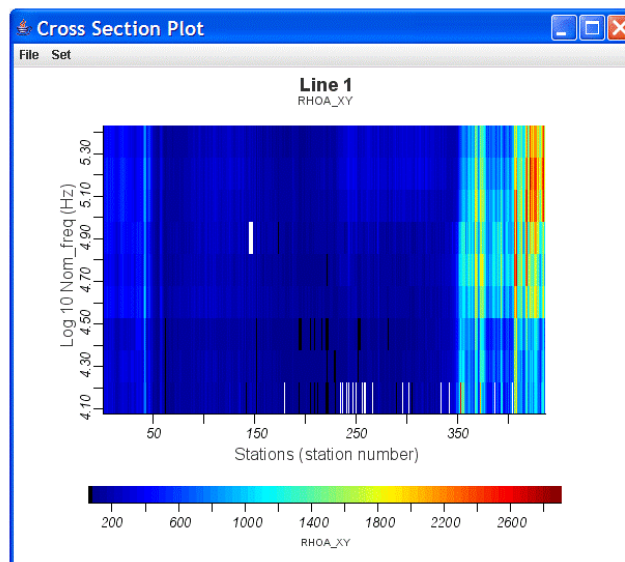 Cross Section Plot
File Set
Line 1
RHOA_XY
Log 10 Nom_freq (Hz)
5.30
5.10
4.90
4.70
4.50
4.30
4.10
50 150 250 350
Stations (station number)
200 600 1000 1400 1800 2200 2600
RHOA_XY